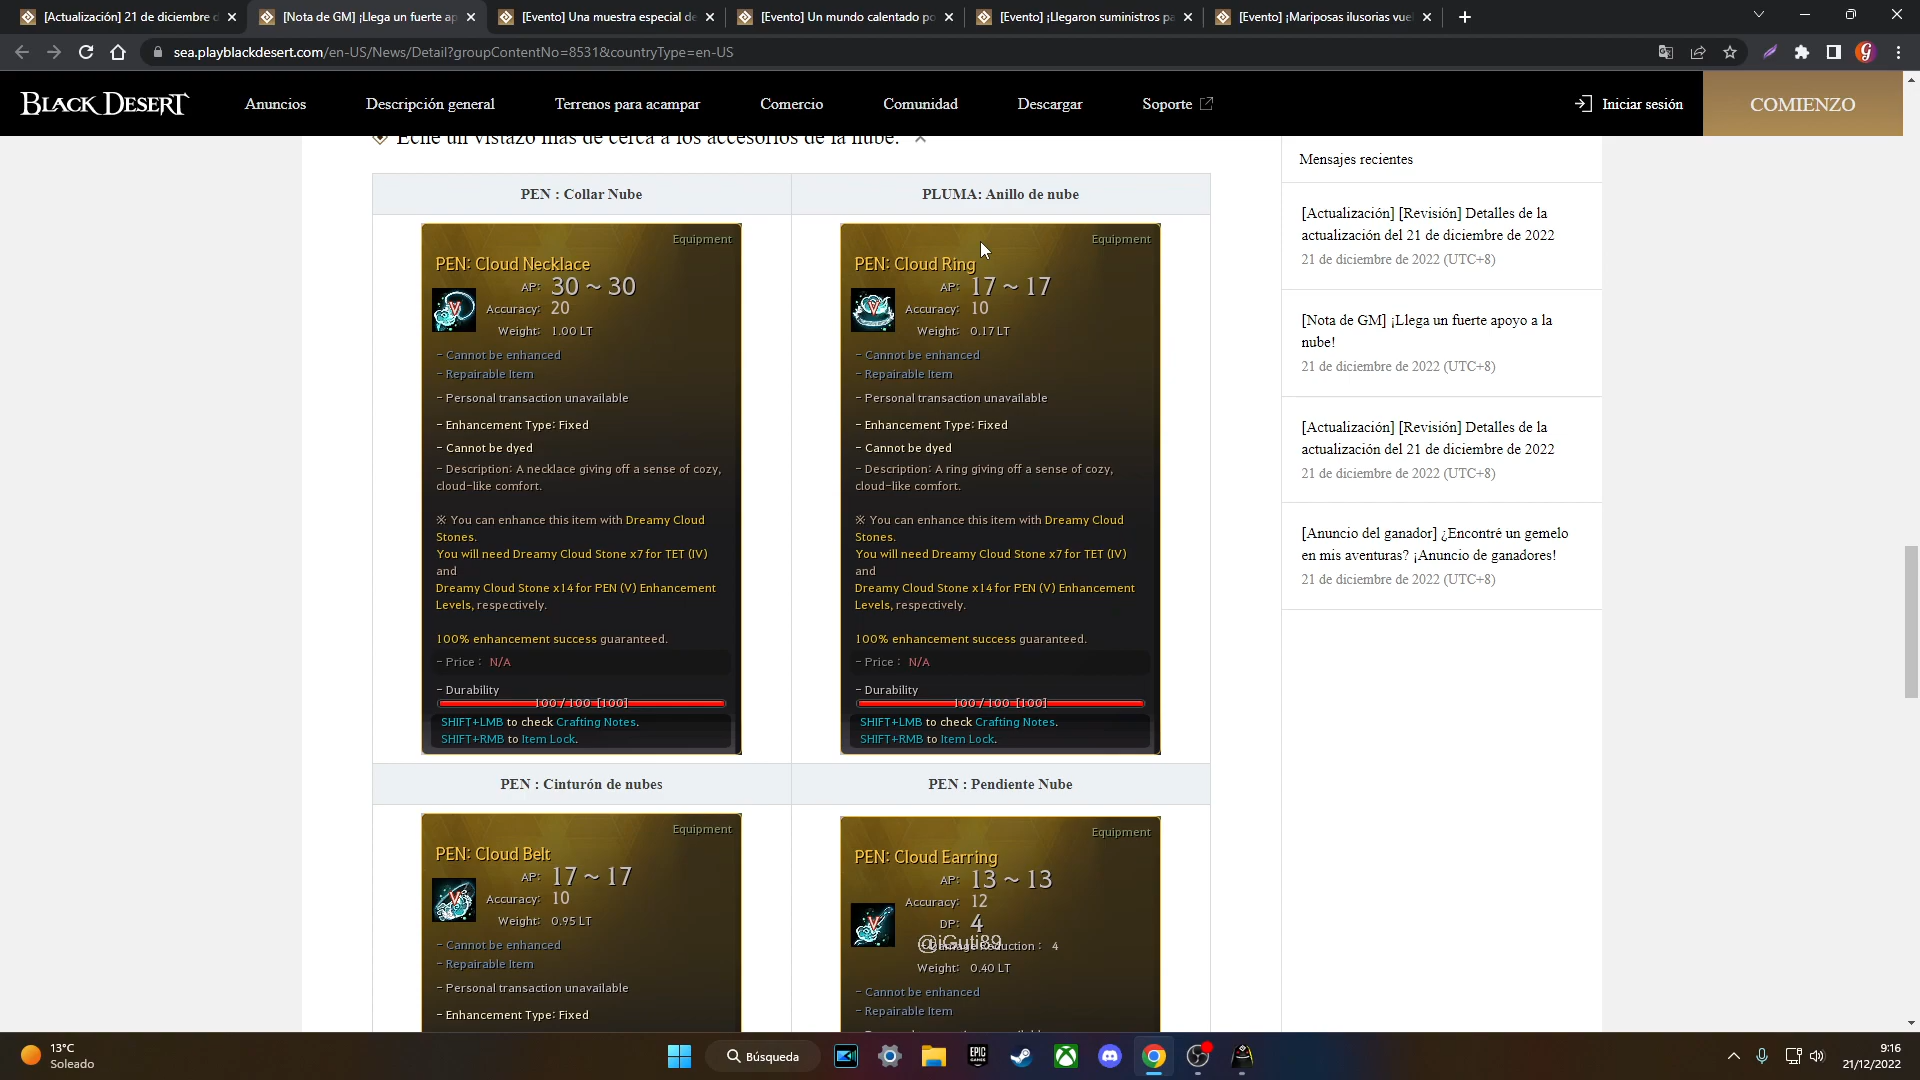 [Actualización] 21 de diciembre d
[Nota de GM] ¡Llega un fuerte ap
[Evento] Una muestra especial de
[Evento] Un mundo calentado po
[Evento] ¡Llegaron suministros pa
[Evento] ¡Mariposas ilusorias vue
sea.playblackdesert.com/en-US/News/Detail?groupContentNo=8531&countryType=en-US
BLACK DESERT
Anuncios
Descripción general
Terrenos para acampar
Comercio
Comunidad
Descargar
Soporte
Iniciar sesión
COMIENZO
Eche un vistazo más de cerca a los accesorios de la nube.
PEN : Collar Nube
PLUMA: Anillo de nube
Equipment
PEN: Cloud Necklace
AP: 30 ~ 30
Accuracy: 20
Weight: 1.00 LT
- Cannot be enhanced
- Repairable Item
- Personal transaction unavailable
- Enhancement Type: Fixed
- Cannot be dyed
- Description: A necklace giving off a sense of cozy,
cloud-like comfort.
※ You can enhance this item with Dreamy Cloud
Stones.
You will need Dreamy Cloud Stone x7 for TET (IV)
and
Dreamy Cloud Stone x14 for PEN (V) Enhancement
Levels, respectively.
100% enhancement success guaranteed.
- Price : N/A
- Durability
100 / 100 [100]
SHIFT+LMB to check Crafting Notes.
SHIFT+RMB to Item Lock.
Equipment
PEN: Cloud Ring
AP: 17 ~ 17
Accuracy: 10
Weight: 0.17 LT
- Cannot be enhanced
- Repairable Item
- Personal transaction unavailable
- Enhancement Type: Fixed
- Cannot be dyed
- Description: A ring giving off a sense of cozy,
cloud-like comfort.
※ You can enhance this item with Dreamy Cloud
Stones.
You will need Dreamy Cloud Stone x7 for TET (IV)
and
Dreamy Cloud Stone x14 for PEN (V) Enhancement
Levels, respectively.
100% enhancement success guaranteed.
- Price : N/A
- Durability
100 / 100 [100]
SHIFT+LMB to check Crafting Notes.
SHIFT+RMB to Item Lock.
PEN : Cinturón de nubes
PEN : Pendiente Nube
Equipment
PEN: Cloud Belt
AP: 17 ~ 17
Accuracy: 10
Weight: 0.95 LT
- Cannot be enhanced
- Repairable Item
- Personal transaction unavailable
- Enhancement Type: Fixed
Equipment
PEN: Cloud Earring
AP: 13 ~ 13
Accuracy: 12
DP: 4
@iGuti89
- Damage Reduction : 4
Weight: 0.40 LT
- Cannot be enhanced
- Repairable Item
Mensajes recientes
[Actualización] [Revisión] Detalles de la
actualización del 21 de diciembre de 2022
21 de diciembre de 2022 (UTC+8)
[Nota de GM] ¡Llega un fuerte apoyo a la
nube!
21 de diciembre de 2022 (UTC+8)
[Actualización] [Revisión] Detalles de la
actualización del 21 de diciembre de 2022
21 de diciembre de 2022 (UTC+8)
[Anuncio del ganador] ¿Encontré un gemelo
en mis aventuras? ¡Anuncio de ganadores!
21 de diciembre de 2022 (UTC+8)
13°C
Soleado
Búsqueda
EPIC GAMES
9:16
21/12/2022